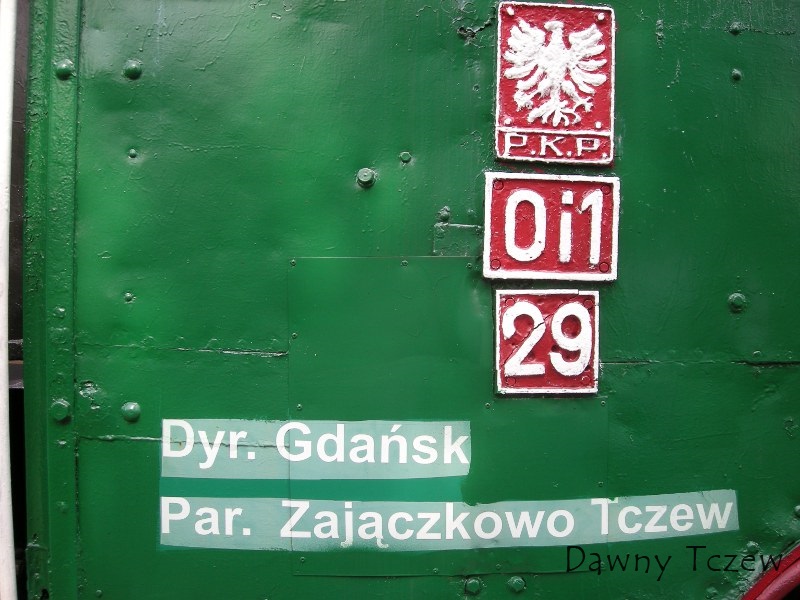 P.K.P.
Oi1
29
Dyr. Gdańsk
Par. Zajączkowo Tczew
Dawny Tczew